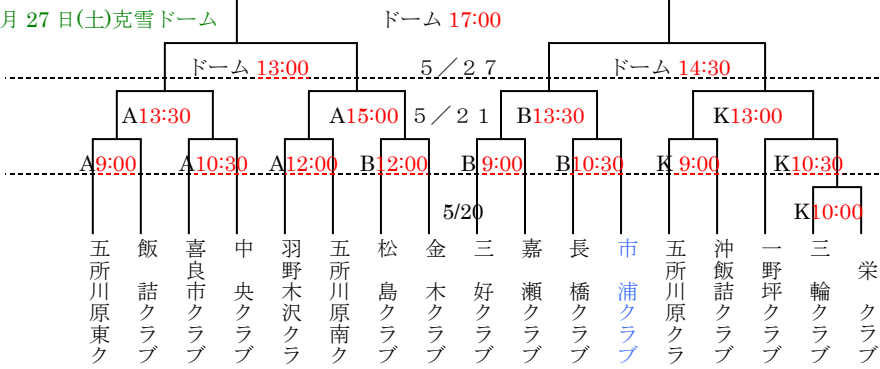 月 27 日(土)克雪ドーム
ドーム 17:00
ドーム 13:00
５／２７
ドーム 14:30
A13:30
A15:00
５／２１
B13:30
K13:00
A9:00
A10:30
A12:00
B12:00
B 9:00
B10:30
K 9:00
K10:30
5/20
K10:00
五所川原東ク
飯 詰クラブ
喜良市クラブ
中 央クラブ
羽野木沢クラ
五所川原南ク
松 島クラブ
金 木クラブ
三 好クラブ
嘉 瀬クラブ
長 橋クラブ
市 浦クラブ
五所川原クラ
沖飯詰クラブ
一野坪クラブ
三 輪クラブ
栄 クラブ